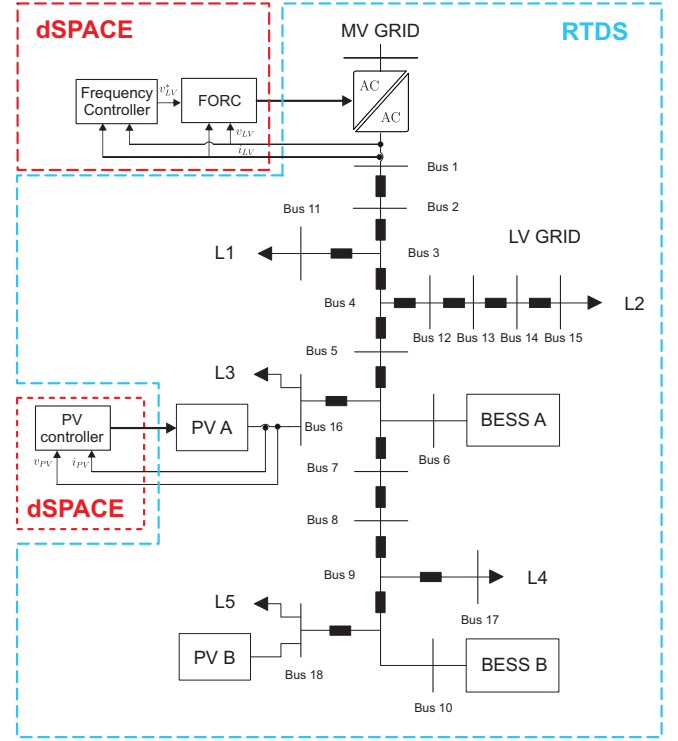 dSPACE
RTDS
MV GRID
Frequency
Controller
v*LV
FORC
AC
AC
vLV
iLV
Bus 1
Bus 2
Bus 11
Bus 3
LV GRID
L1
Bus 4
L2
Bus 12
Bus 13
Bus 14
Bus 15
Bus 5
L3
PV
controller
PV A
Bus 16
BESS A
Bus 6
vPV
iPV
Bus 7
dSPACE
Bus 8
Bus 9
L4
L5
Bus 17
PV B
BESS B
Bus 18
Bus 10